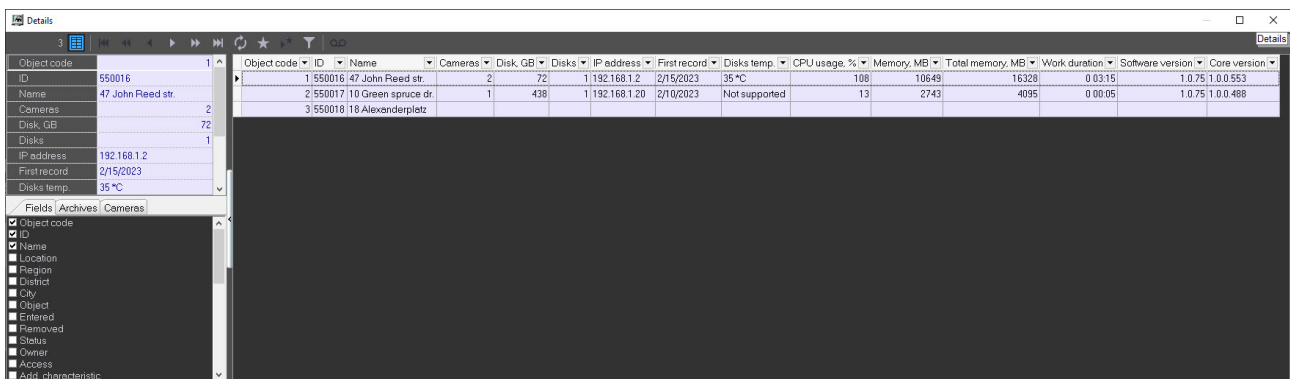 Details
3
Details
Object code 1
ID 550016
Name 47 John Reed str.
Cameras 2
Disk, GB 72
Disks 1
IP address 192.168.1.2
First record 2/15/2023
Disks temp. 35 °C
Fields Archives Cameras
Object code
ID
Name
Location
Region
District
City
Object
Entered
Removed
Status
Owner
Access
Add. characteristic
Object code ID Name Cameras Disk, GB Disks IP address First record Disks temp. CPU usage, % Memory, MB Total memory, MB Work duration Software version Core version
1 550016 47 John Reed str. 2 72 1 192.168.1.2 2/15/2023 35 °C 108 10649 16328 0 03:15 1.0.75 1.0.0.553
2 550017 10 Green spruce dr. 1 438 1 192.168.1.20 2/10/2023 Not supported 13 2743 4095 0 00:05 1.0.75 1.0.0.488
3 550018 18 Alexanderplatz